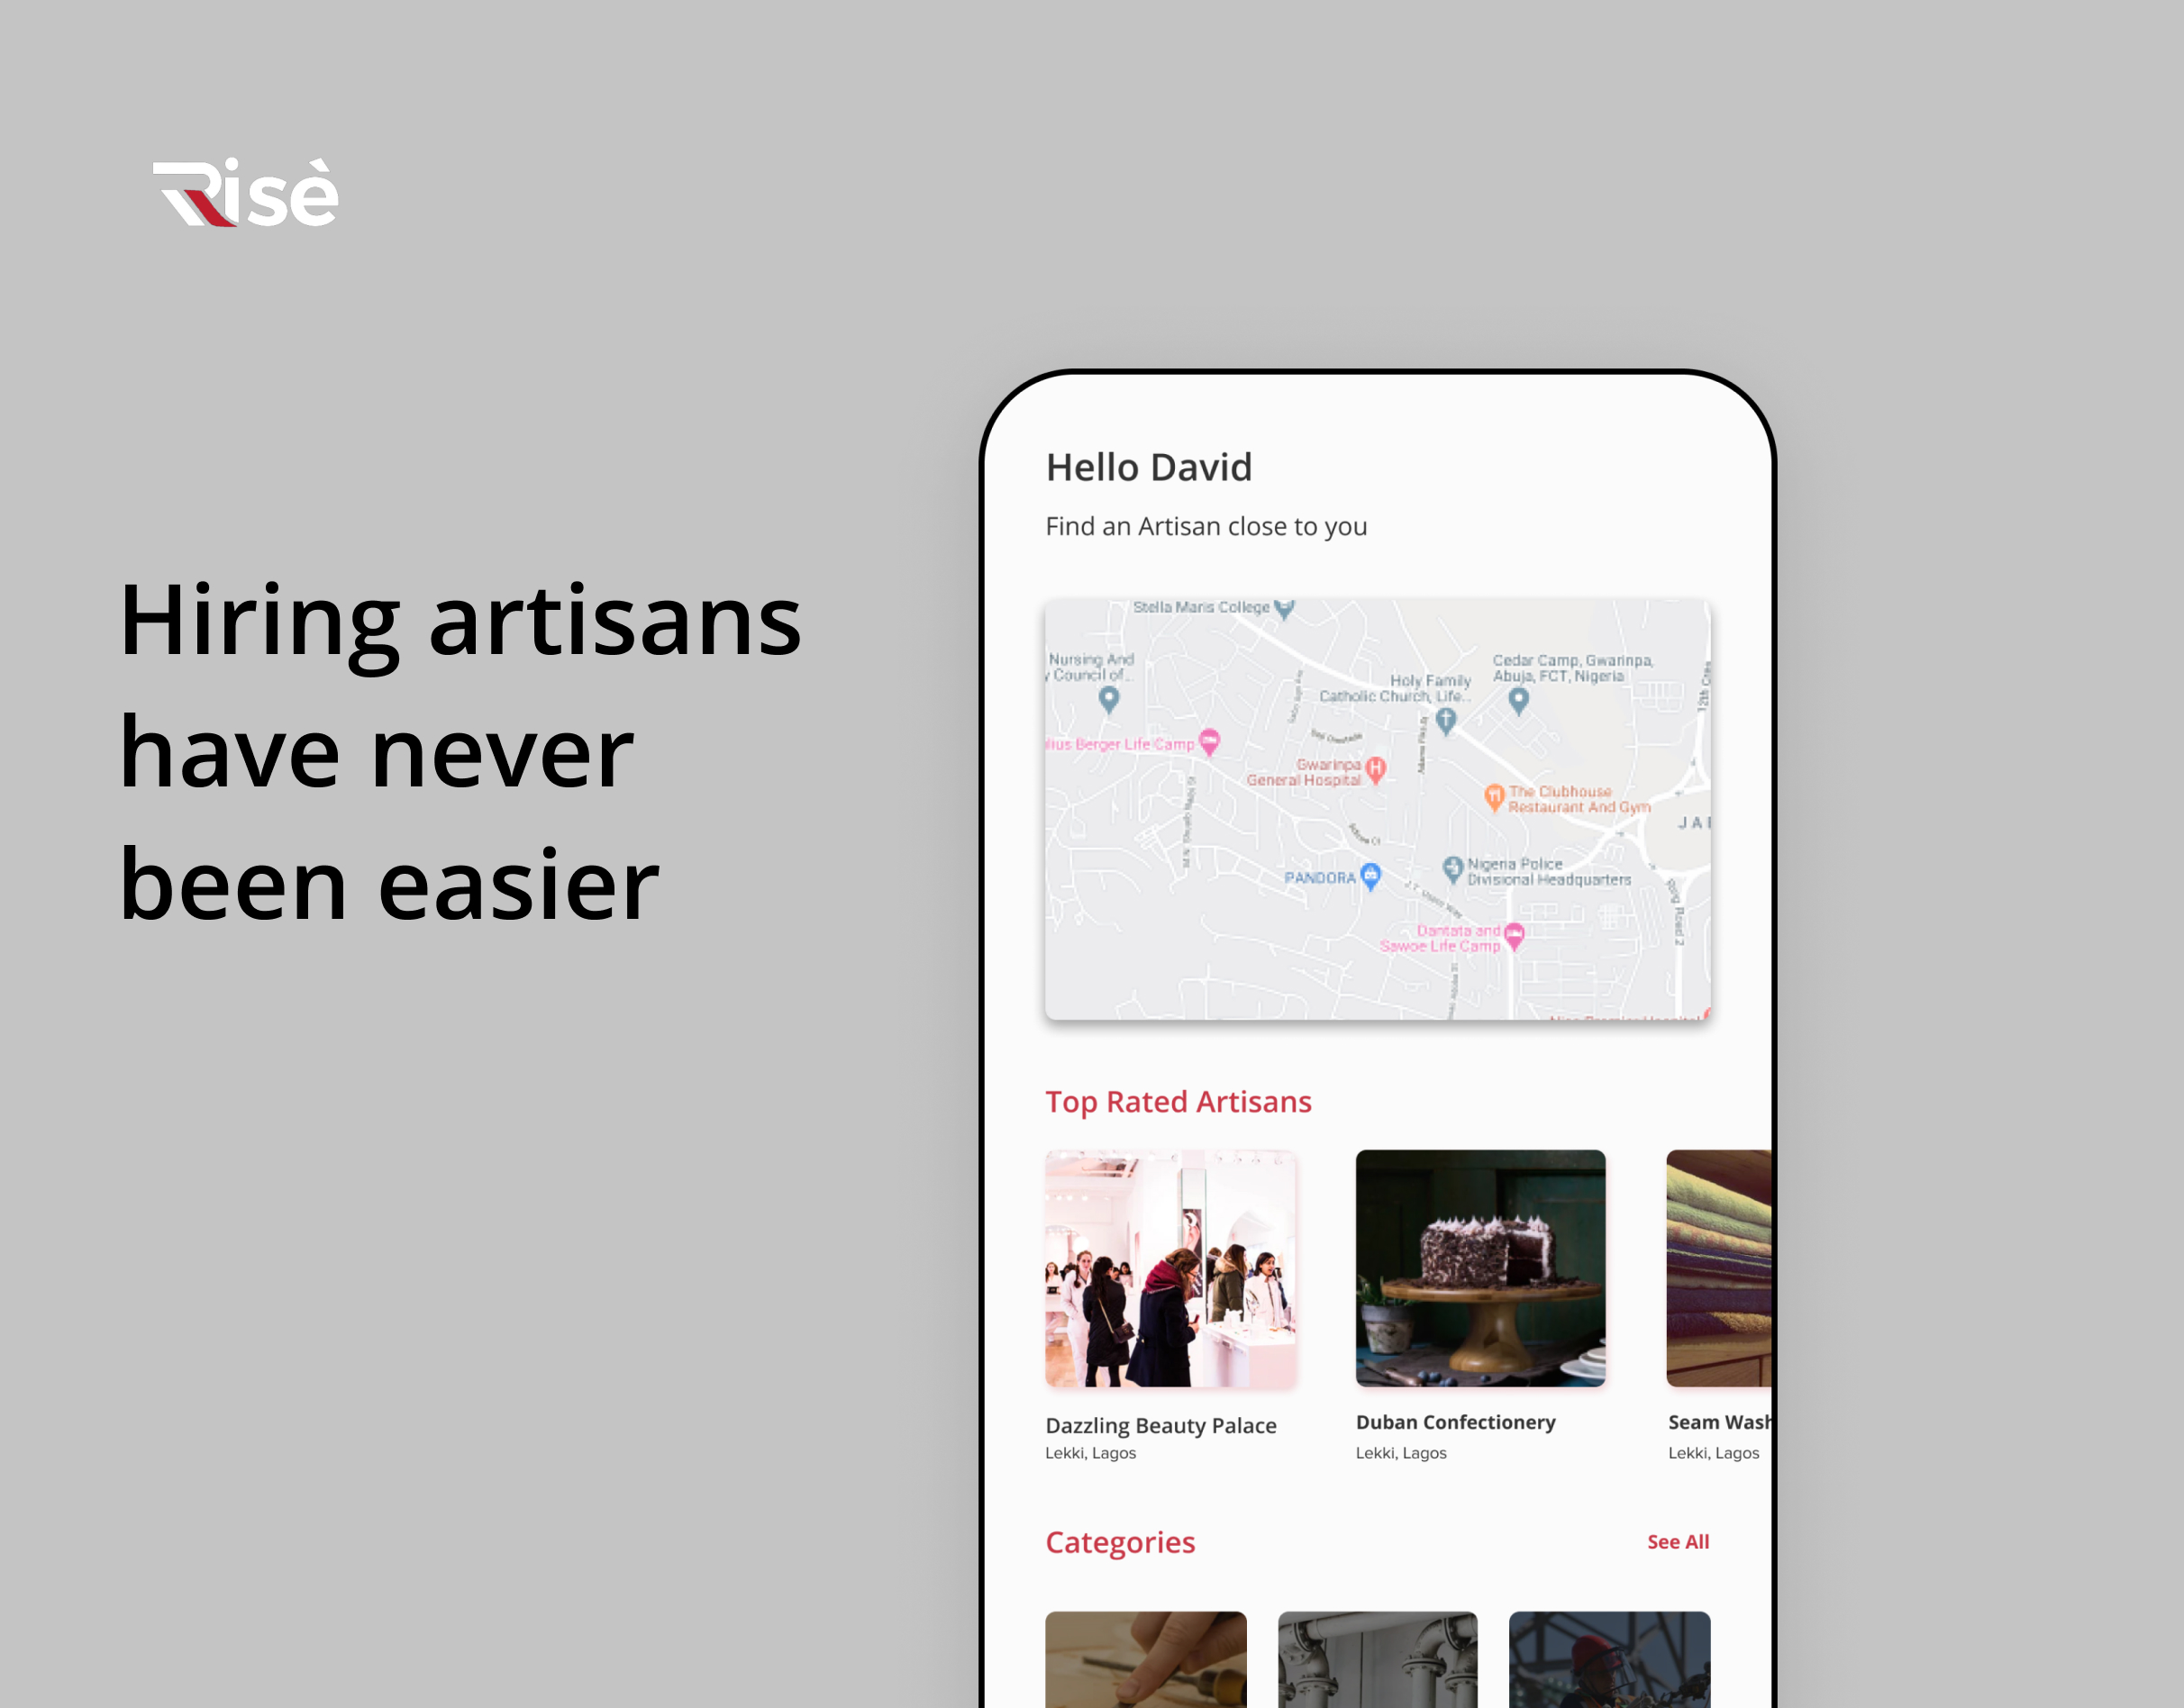 Risè
Hiring artisans
have never
been easier
Hello David
Find an Artisan close to you
Stella Maris College
Nursing And
y Council of...
Holy Family
Catholic Church, Life...
Cedar Camp, Gwarinpa,
Abuja, FCT, Nigeria
12th Cres
lius Berger Life Camp
Gwarinpa
General Hospital
The Clubhouse
Restaurant And Gym
JAB
PANDORA
Nigeria Police
Divisional Headquarters
Dantata and
Sawoe Life Camp
Top Rated Artisans
Dazzling Beauty Palace
Lekki, Lagos
Duban Confectionery
Lekki, Lagos
Seam Wash
Lekki, Lagos
Categories
See All